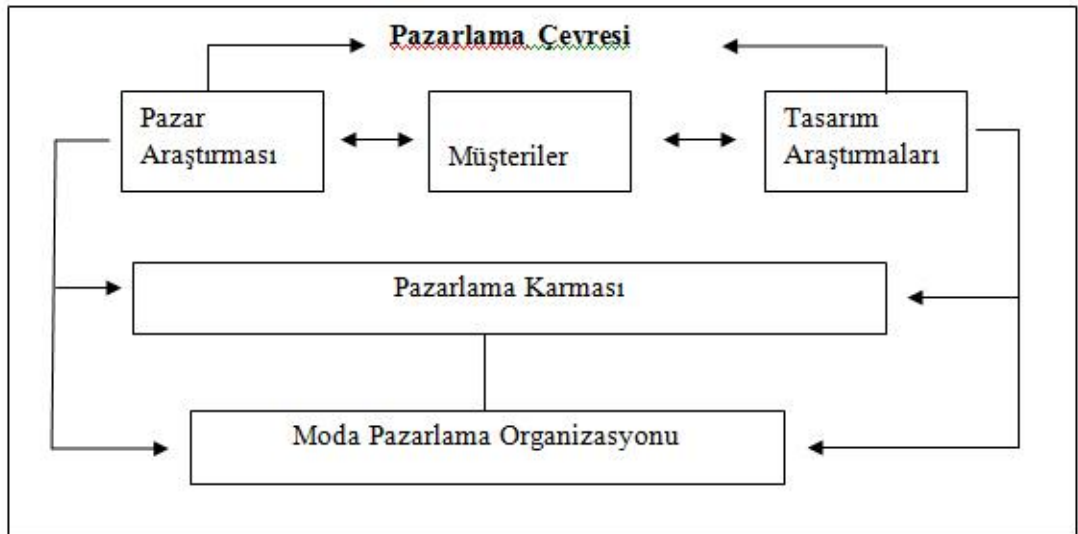 Pazarlama Çevresi
Pazar
Araştırması
Müşteriler
Tasarım
Araştırmaları
Pazarlama Karması
Moda Pazarlama Organizasyonu